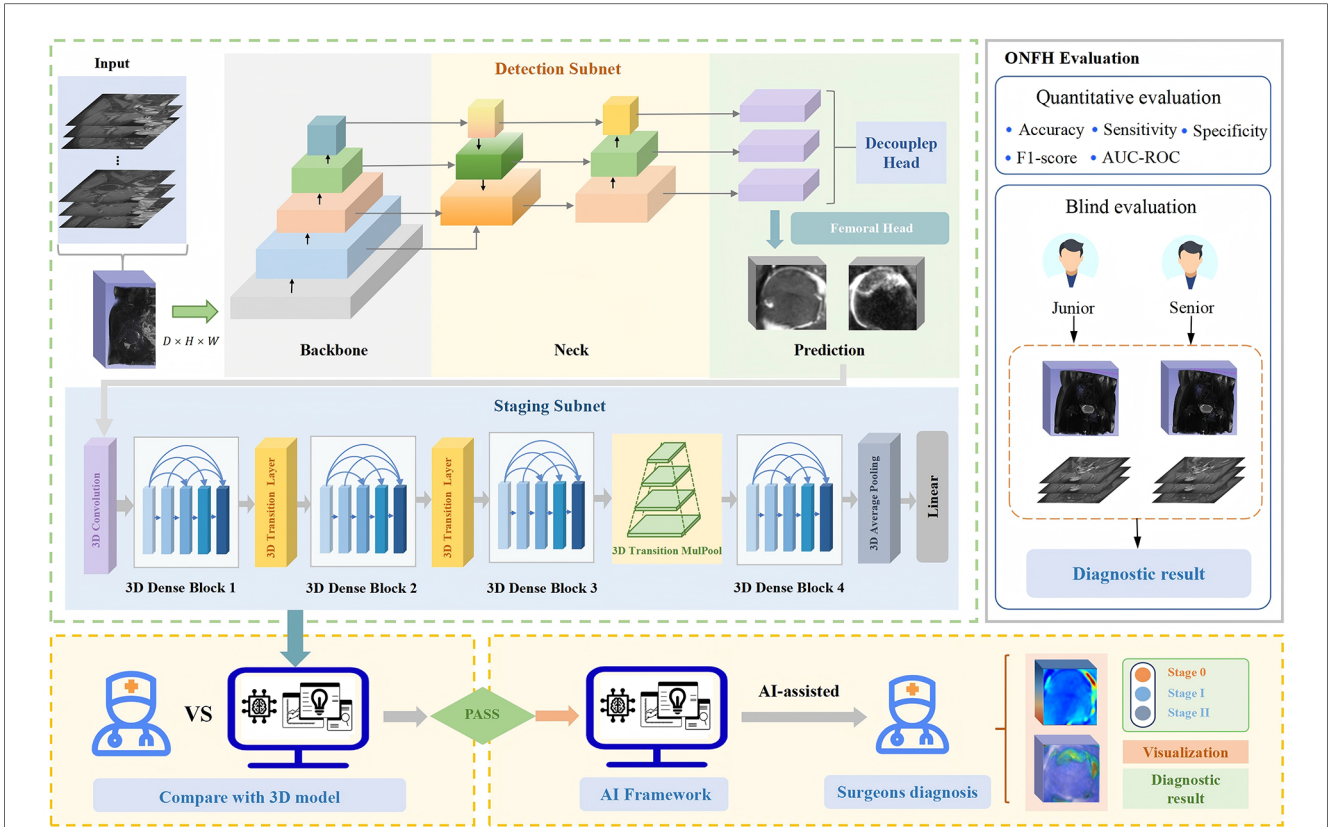 Input
...
D × H × W
Detection Subnet
Backbone
Neck
Prediction
Decouplep
Head
Femoral Head
Staging Subnet
3D Convolution
3D Dense Block 1
3D Transition Layer
3D Dense Block 2
3D Transition Layer
3D Dense Block 3
3D Transition MulPool
3D Dense Block 4
3D Average Pooling
Linear
ONFH Evaluation
Quantitative evaluation
• Accuracy • Sensitivity • Specificity
• F1-score • AUC-ROC
Blind evaluation
Junior
Senior
Diagnostic result
VS
Compare with 3D model
PASS
AI Framework
AI-assisted
Surgeons diagnosis
Stage 0
Stage I
Stage II
Visualization
Diagnostic
result